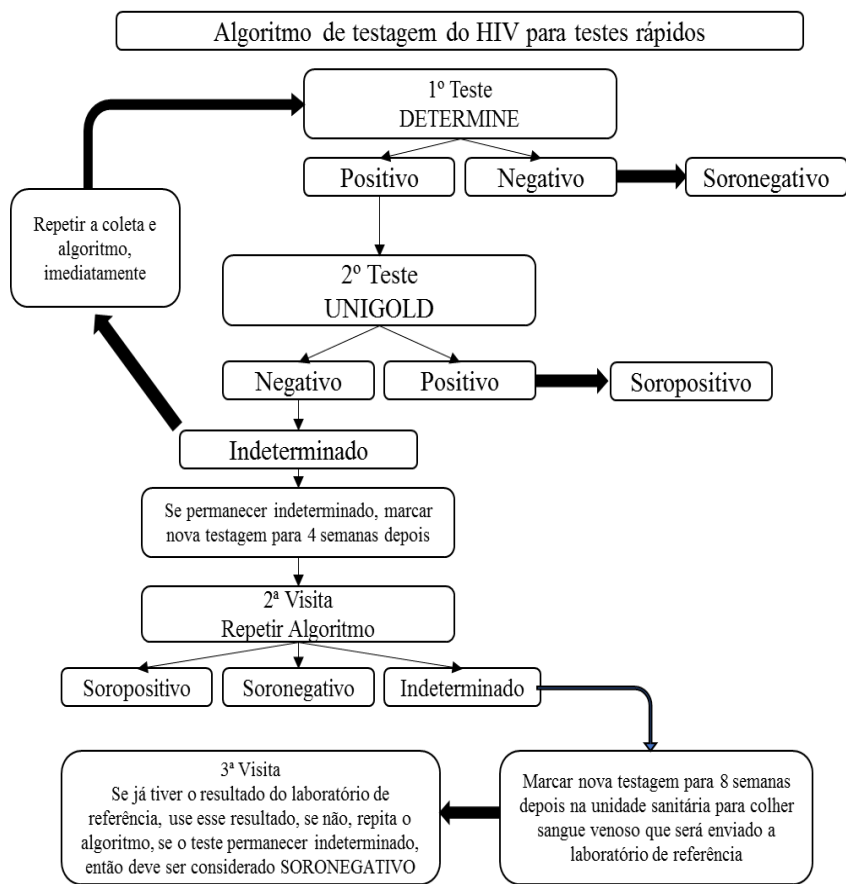 Algoritmo de testagem do HIV para testes rápidos
1º Teste
DETERMINE
Positivo
Negativo
Soronegativo
Repetir a coleta e
algoritmo,
imediatamente
2º Teste
UNIGOLD
Negativo
Positivo
Soropositivo
Indeterminado
Se permanecer indeterminado, marcar
nova testagem para 4 semanas depois
2ª Visita
Repetir Algoritmo
Soropositivo
Soronegativo
Indeterminado
3ª Visita
Se já tiver o resultado do laboratório de
referência, use esse resultado, se não, repita o
algoritmo, se o teste permanecer indeterminado,
então deve ser considerado SORONEGATIVO
Marcar nova testagem para 8 semanas
depois na unidade sanitária para colher
sangue venoso que será enviado a
laboratório de referência